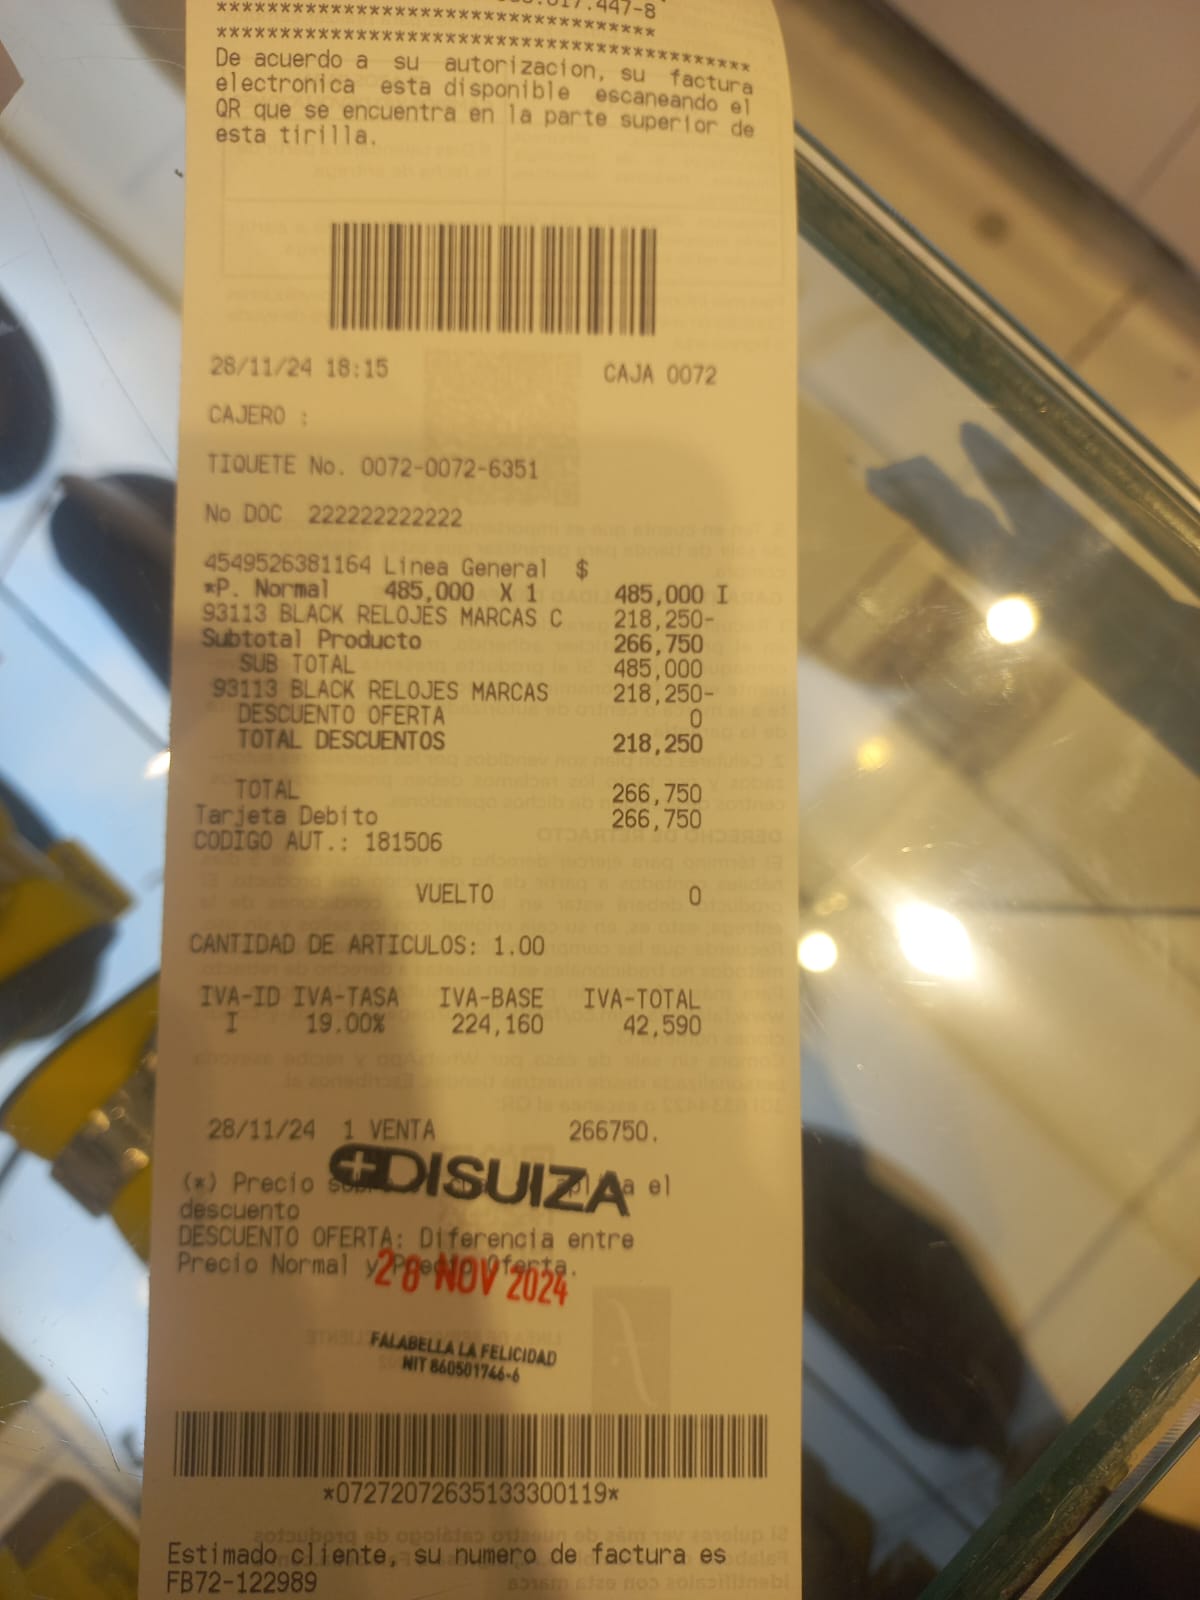 .017.447-8
**********************************
******************************************
De acuerdo a su autorizacion, su factura
electronica esta disponible escaneando el
QR que se encuentra en la parte superior de
esta tirilla.
28/11/24 18:15 CAJA 0072
CAJERO :
TIQUETE No. 0072-0072-6351
No DOC 222222222222
4549526381164 Linea General $
*P. Normal 485,000 X 1 485,000 I
93113 BLACK RELOJES MARCAS C 218,250-
Subtotal Producto 266,750
SUB TOTAL 485,000
93113 BLACK RELOJES MARCAS 218,250-
DESCUENTO OFERTA 0
TOTAL DESCUENTOS 218,250
TOTAL 266,750
Tarjeta Debito 266,750
CODIGO AUT.: 181506
VUELTO 0
CANTIDAD DE ARTICULOS: 1.00
IVA-ID IVA-TASA IVA-BASE IVA-TOTAL
I 19.00% 224,160 42,590
28/11/24 1 VENTA 266750.
DISUIZA
(*) Precio el
descuento
DESCUENTO OFERTA: Diferencia entre
Precio Normal y Precio Oferta.
28 NOV 2024
FALABELLA LA FELICIDAD
NIT 860501746-6
*07272072635133300119*
Estimado cliente, su numero de factura es
FB72-122989